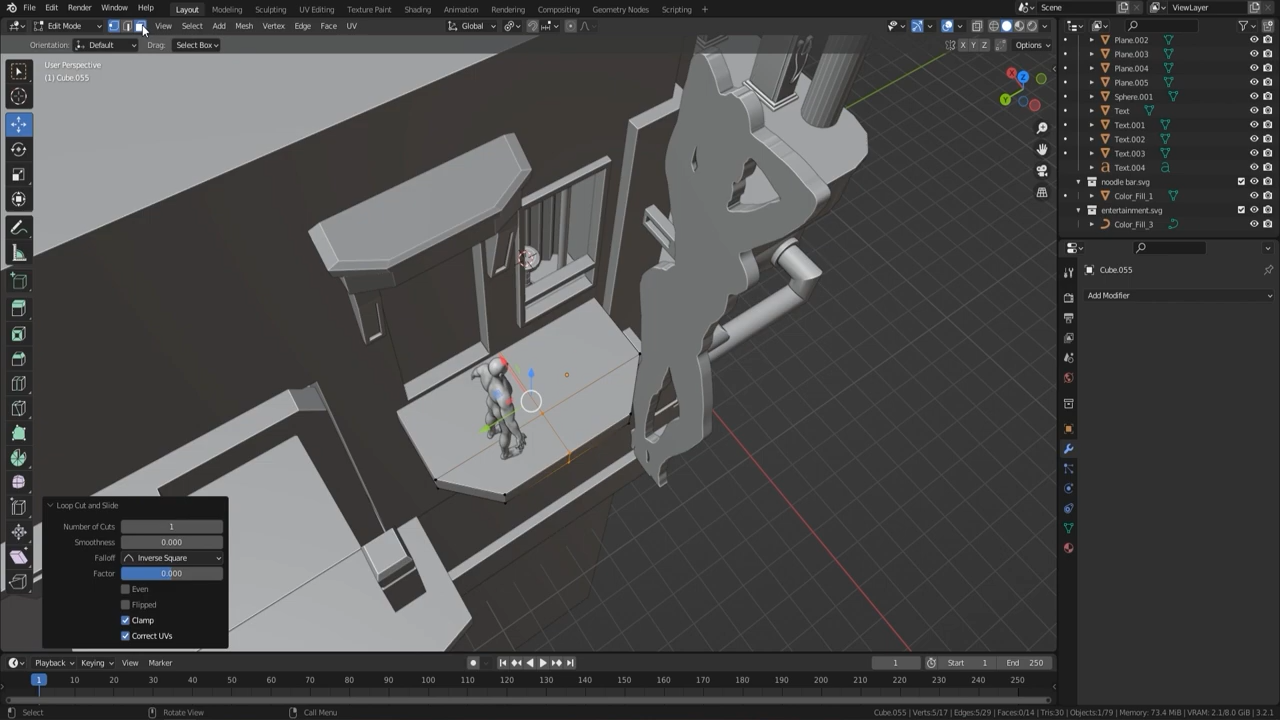 File Edit Render Window Help Layout Modeling Sculpting UV Editing Texture Paint Shading Animation Rendering Compositing Geometry Nodes Scripting + Scene ViewLayer
Edit Mode View Select Add Mesh Vertex Edge Face UV Global
Orientation: Default Drag: Select Box X Y Z Options
User Perspective
(1) Cube.055
Z
Y
Plane.002
Plane.003
Plane.004
Plane.005
Sphere.001
Text
Text.001
Text.002
Text.003
Text.004
noodle bar.svg
Color_Fill_1
entertainment.svg
Color_Fill_3
Cube.055
Add Modifier
Loop Cut and Slide
Number of Cuts 1
Smoothness 0.000
Falloff Inverse Square
Factor 0.000
Even
Flipped
Clamp
Correct UVs
Playback Keying View Marker 1 Start 1 End 250
1 10 20 30 40 50 60 70 80 90 100 110 120 130 140 150 160 170 180 190 200 210 220 230 240 250
Select Rotate View Call Menu Cube.055 | Verts:5/17 | Edges:5/29 | Faces:0/14 | Tris:30 | Objects:1/79 | Memory: 73.4 MiB | VRAM: 2.1/8.0 GiB | 3.2.1